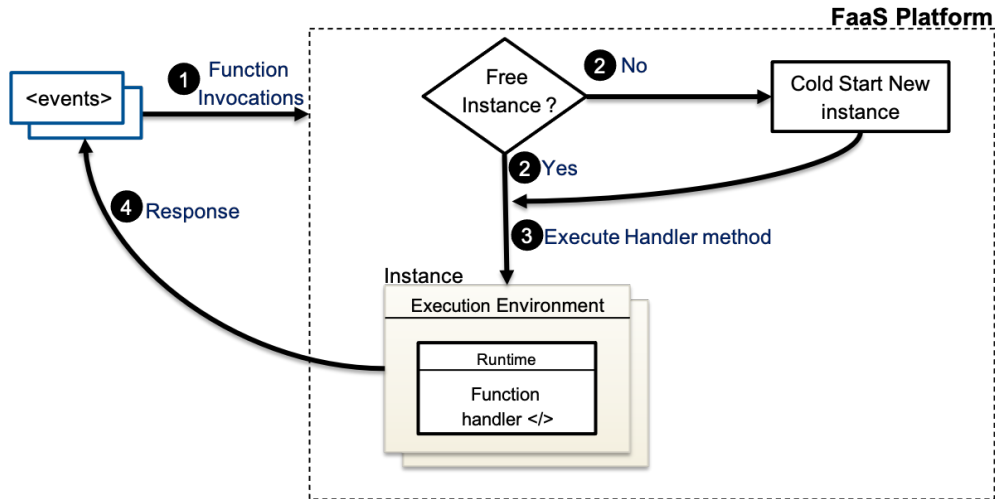 FaaS Platform
<events>
1
Function
Invocations
Free
Instance ?
2 No
Cold Start New
instance
2 Yes
4 Response
3 Execute Handler method
Instance
Execution Environment
Runtime
Function
handler </>